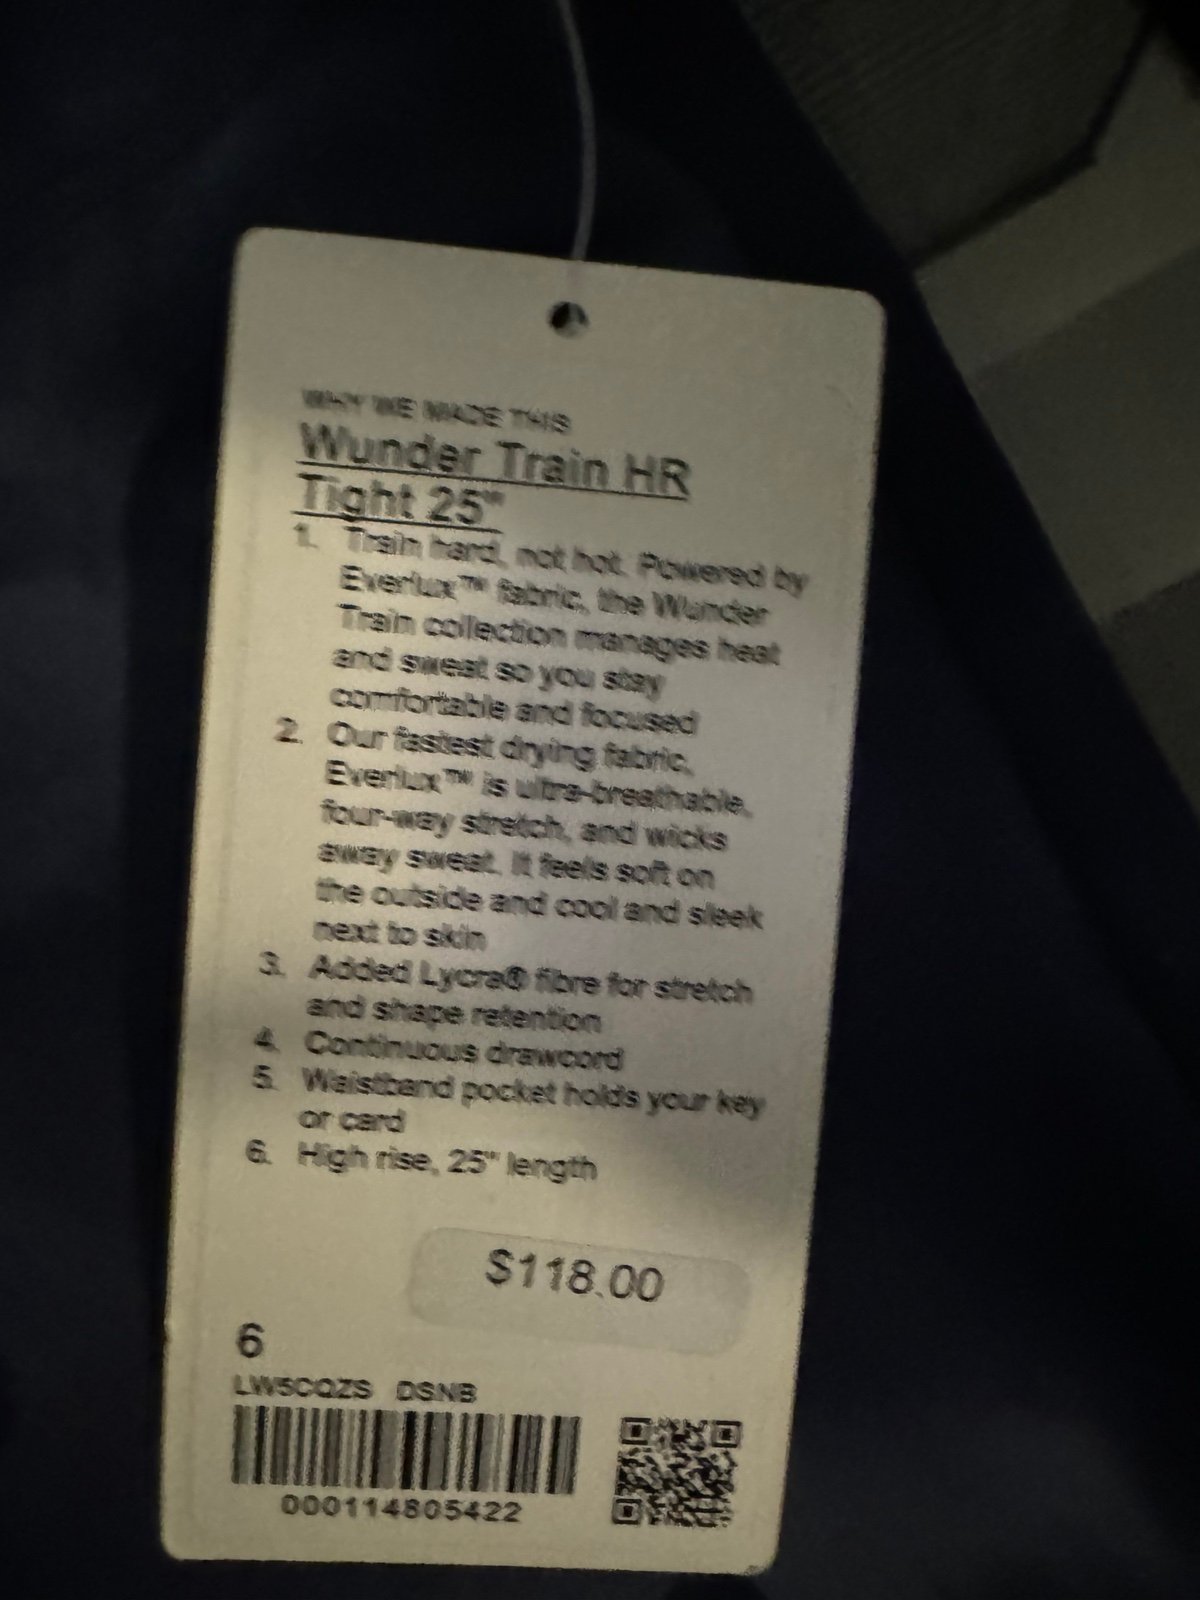 WHY WE MADE THIS
Wunder Train HR
Tight 25"
1. Train hard, not hot. Powered by
Everlux™ fabric, the Wunder
Train collection manages heat
and sweat so you stay
comfortable and focused
2. Our fastest drying fabric,
Everlux™ is ultra-breathable,
four-way stretch, and wicks
away sweat. It feels soft on
the outside and cool and sleek
next to skin
3. Added Lycra® fibre for stretch
and shape retention
4. Continuous drawcord
5. Waistband pocket holds your key
or card
6. High rise, 25" length
$118.00
6
LW5CQZS DSNB
000114805422